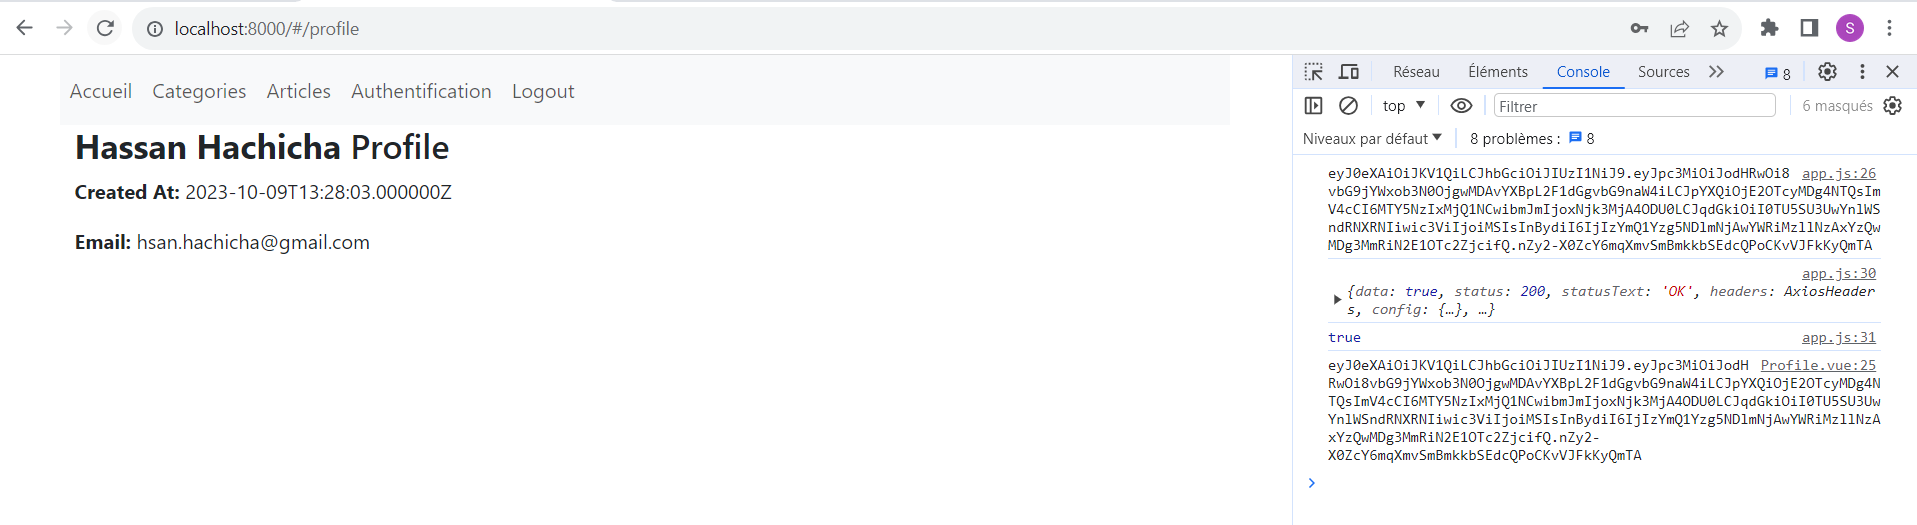 localhost:8000/#/profile
S
Accueil Categories Articles Authentification Logout
Hassan Hachicha Profile
Created At: 2023-10-09T13:28:03.000000Z
Email: hsan.hachicha@gmail.com
Réseau Éléments Console Sources 8
top Filtrer 6 masqués
Niveaux par défaut 8 problèmes : 8
eyJ0eXAiOiJKV1QiLCJhbGciOiJIUzI1NiJ9.eyJpc3MiOiJodHRwOi8 app.js:26
vbG9jYWxob3N0OjgwMDAvYXBpL2F1dGgvbG9naW4iLCJpYXQiOjE2OTcyMDg4NTQsIm
V4cCI6MTY5NzIxMjQ1NCwibmJmIjoxNjk3MjA4ODU0LCJqdGkiOiI0TU5SU3UwYnlWS
ndRNXRNIiwic3ViIjoiMSIsInBydiI6IjIzYmQ1Yzg5NDlmNjAwYWRiMzllNzAxYzQw
MDg3MmRiN2E1OTc2ZjcifQ.nZy2-X0ZcY6mqXmvSmBmkkbSEdcQPoCKvVJFkKyQmTA
app.js:30
{data: true, status: 200, statusText: 'OK', headers: AxiosHeader
s, config: {…}, …}
true app.js:31
eyJ0eXAiOiJKV1QiLCJhbGciOiJIUzI1NiJ9.eyJpc3MiOiJodH Profile.vue:25
RwOi8vbG9jYWxob3N0OjgwMDAvYXBpL2F1dGgvbG9naW4iLCJpYXQiOjE2OTcyMDg4N
TQsImV4cCI6MTY5NzIxMjQ1NCwibmJmIjoxNjk3MjA4ODU0LCJqdGkiOiI0TU5SU3Uw
YnlWSndRNXRNIiwic3ViIjoiMSIsInBydiI6IjIzYmQ1Yzg5NDlmNjAwYWRiMzllNzA
xYzQwMDg3MmRiN2E1OTc2ZjcifQ.nZy2-
X0ZcY6mqXmvSmBmkkbSEdcQPoCKvVJFkKyQmTA